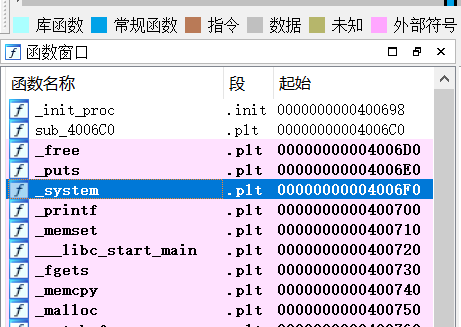 库函数 常规函数 指令 数据 未知 外部符号
函数窗口
函数名称 段 起始
_init_proc .init 0000000000400698
sub_4006C0 .plt 00000000004006C0
_free .plt 00000000004006D0
_puts .plt 00000000004006E0
_system .plt 00000000004006F0
_printf .plt 0000000000400700
_memset .plt 0000000000400710
___libc_start_main .plt 0000000000400720
_fgets .plt 0000000000400730
_memcpy .plt 0000000000400740
_malloc .plt 0000000000400750